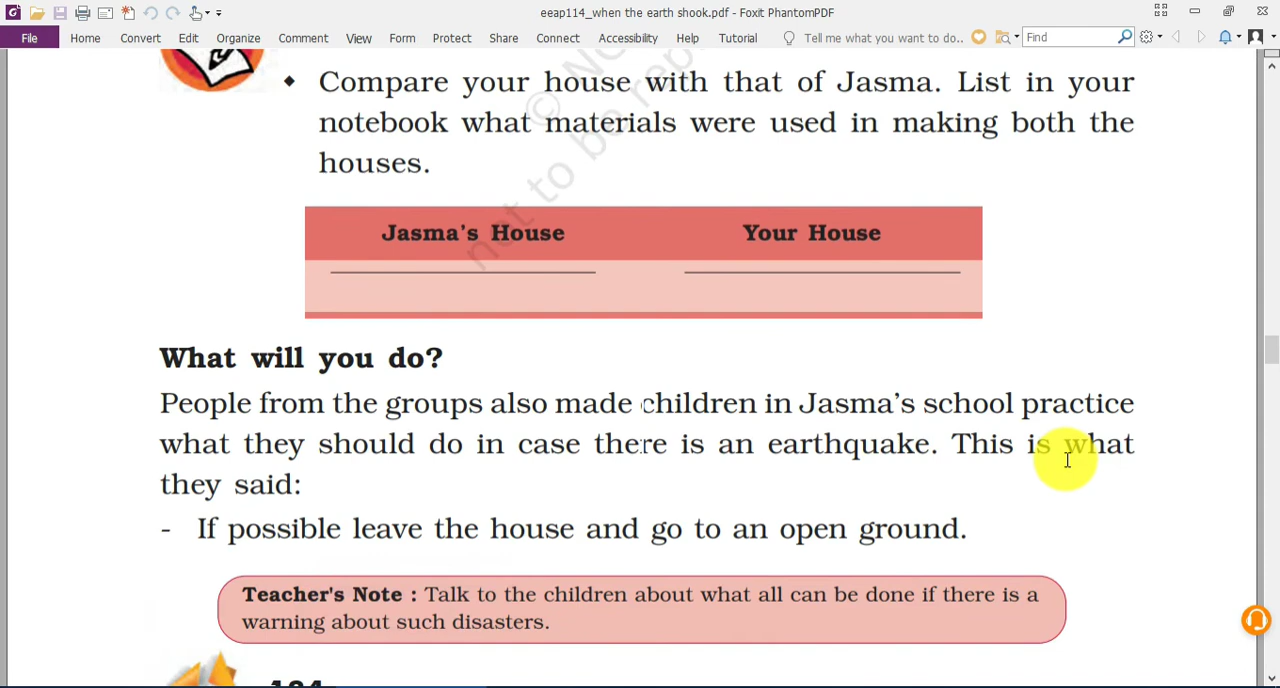 eeap114_when the earth shook.pdf - Foxit PhantomPDF
File Home Convert Edit Organize Comment View Form Protect Share Connect Accessibility Help Tutorial Tell me what you want to do.. Find
◆ Compare your house with that of Jasma. List in your
notebook what materials were used in making both the
houses.
Jasma's House Your House
What will you do?
People from the groups also made children in Jasma's school practice
what they should do in case there is an earthquake. This is what
they said:
- If possible leave the house and go to an open ground.
Teacher's Note : Talk to the children about what all can be done if there is a
warning about such disasters.
not to be rep